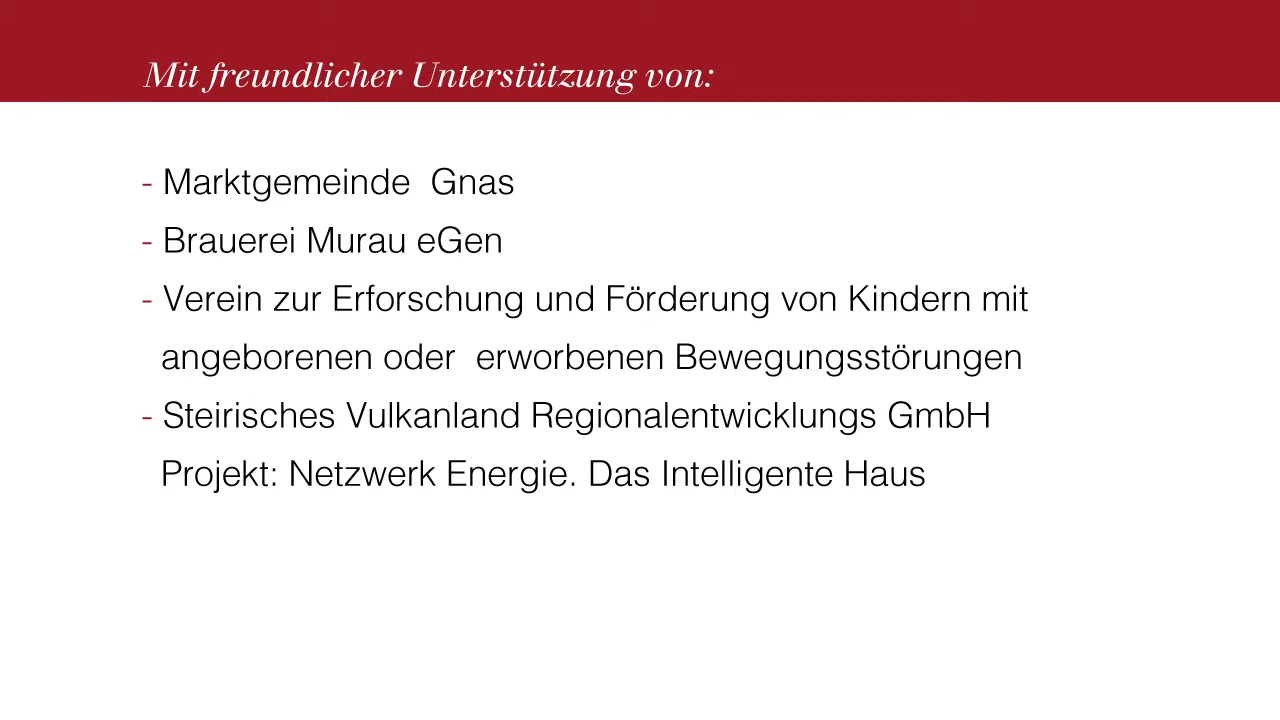 Mit freundlicher Unterstützung von:
- Marktgemeinde  Gnas
- Brauerei Murau eGen
- Verein zur Erforschung und Förderung von Kindern mit
angeborenen oder  erworbenen Bewegungsstörungen
- Steirisches Vulkanland Regionalentwicklungs GmbH
Projekt: Netzwerk Energie. Das Intelligente Haus